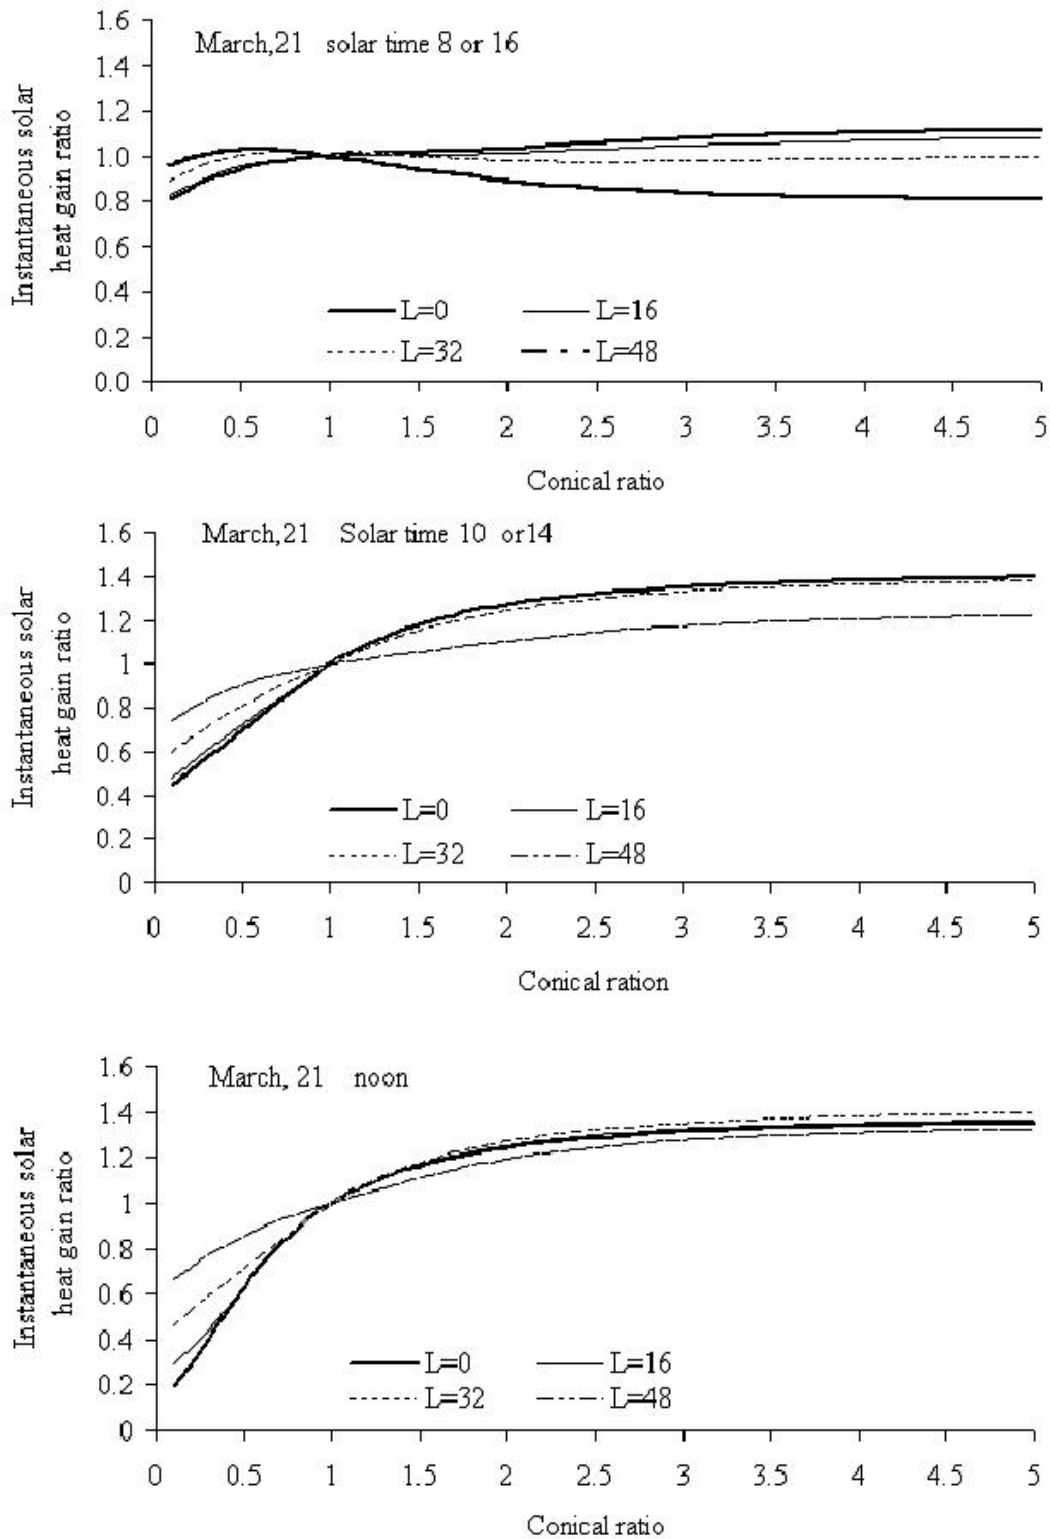 March,21 solar time 8 or 16
Instantaneous solar
heat gain ratio
1.6
1.4
1.2
1.0
0.8
0.6
0.4
0.2
0.0
L=0 L=16
L=32 L=48
0 0.5 1 1.5 2 2.5 3 3.5 4 4.5 5
Conical ratio
March,21 Solar time 10 or14
Instantaneous solar
heat gain ratio
1.6
1.4
1.2
1
0.8
0.6
0.4
0.2
0
L=0 L=16
L=32 L=48
0 0.5 1 1.5 2 2.5 3 3.5 4 4.5 5
Conical ration
March, 21 noon
Instantaneous solar
heat gain ratio
1.6
1.4
1.2
1
0.8
0.6
0.4
0.2
0
L=0 L=16
L=32 L=48
0 0.5 1 1.5 2 2.5 3 3.5 4 4.5 5
Conical ratio